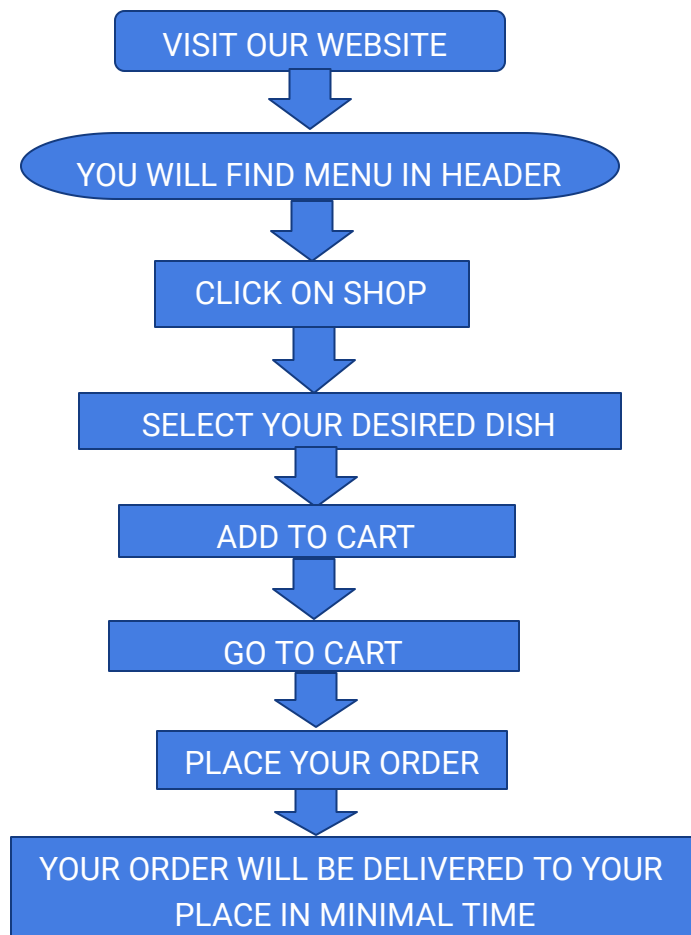 VISIT OUR WEBSITE
YOU WILL FIND MENU IN HEADER
CLICK ON SHOP
SELECT YOUR DESIRED DISH
ADD TO CART
GO TO CART
PLACE YOUR ORDER
YOUR ORDER WILL BE DELIVERED TO YOUR
PLACE IN MINIMAL TIME